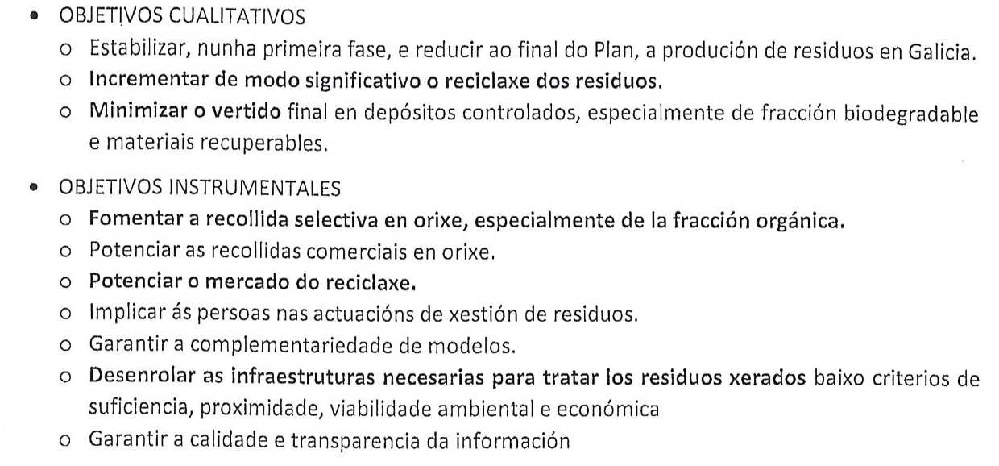 • OBJETIVOS CUALITATIVOS
o Estabilizar, nunha primeira fase, e reducir ao final do Plan, a produción de residuos en Galicia.
o Incrementar de modo significativo o reciclaxe dos residuos.
o Minimizar o vertido final en depósitos controlados, especialmente de fracción biodegradable
e materiais recuperables.
• OBJETIVOS INSTRUMENTALES
o Fomentar a recollida selectiva en orixe, especialmente de la fracción orgánica.
o Potenciar as recollidas comerciais en orixe.
o Potenciar o mercado do reciclaxe.
o Implicar ás persoas nas actuacións de xestión de residuos.
o Garantir a complementariedade de modelos.
o Desenrolar as infraestruturas necesarias para tratar los residuos xerados baixo criterios de
suficiencia, proximidade, viabilidade ambiental e económica
o Garantir a calidade e transparencia da información